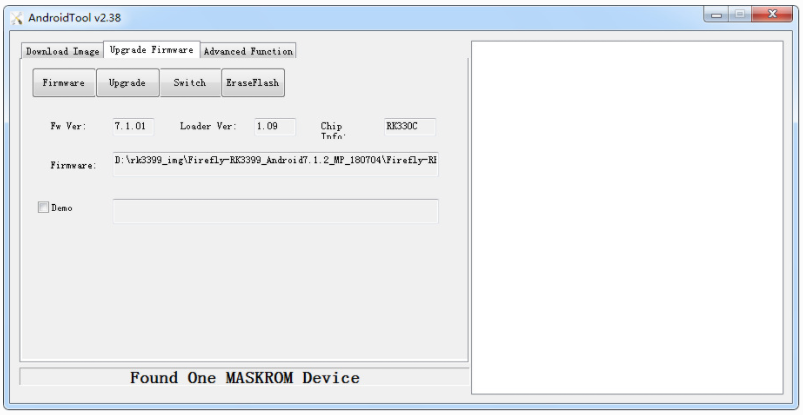 AndroidTool v2.38
Download Image Upgrade Firmware Advanced Function
Firmware Upgrade Switch EraseFlash
Fw Ver: 7.1.01 Loader Ver: 1.09 Chip Info: RK330C
Firmware: D:\rk3399_img\Firefly-RK3399_Android7.1.2_MP_180704\Firefly-RK
Demo
Found One MASKROM Device